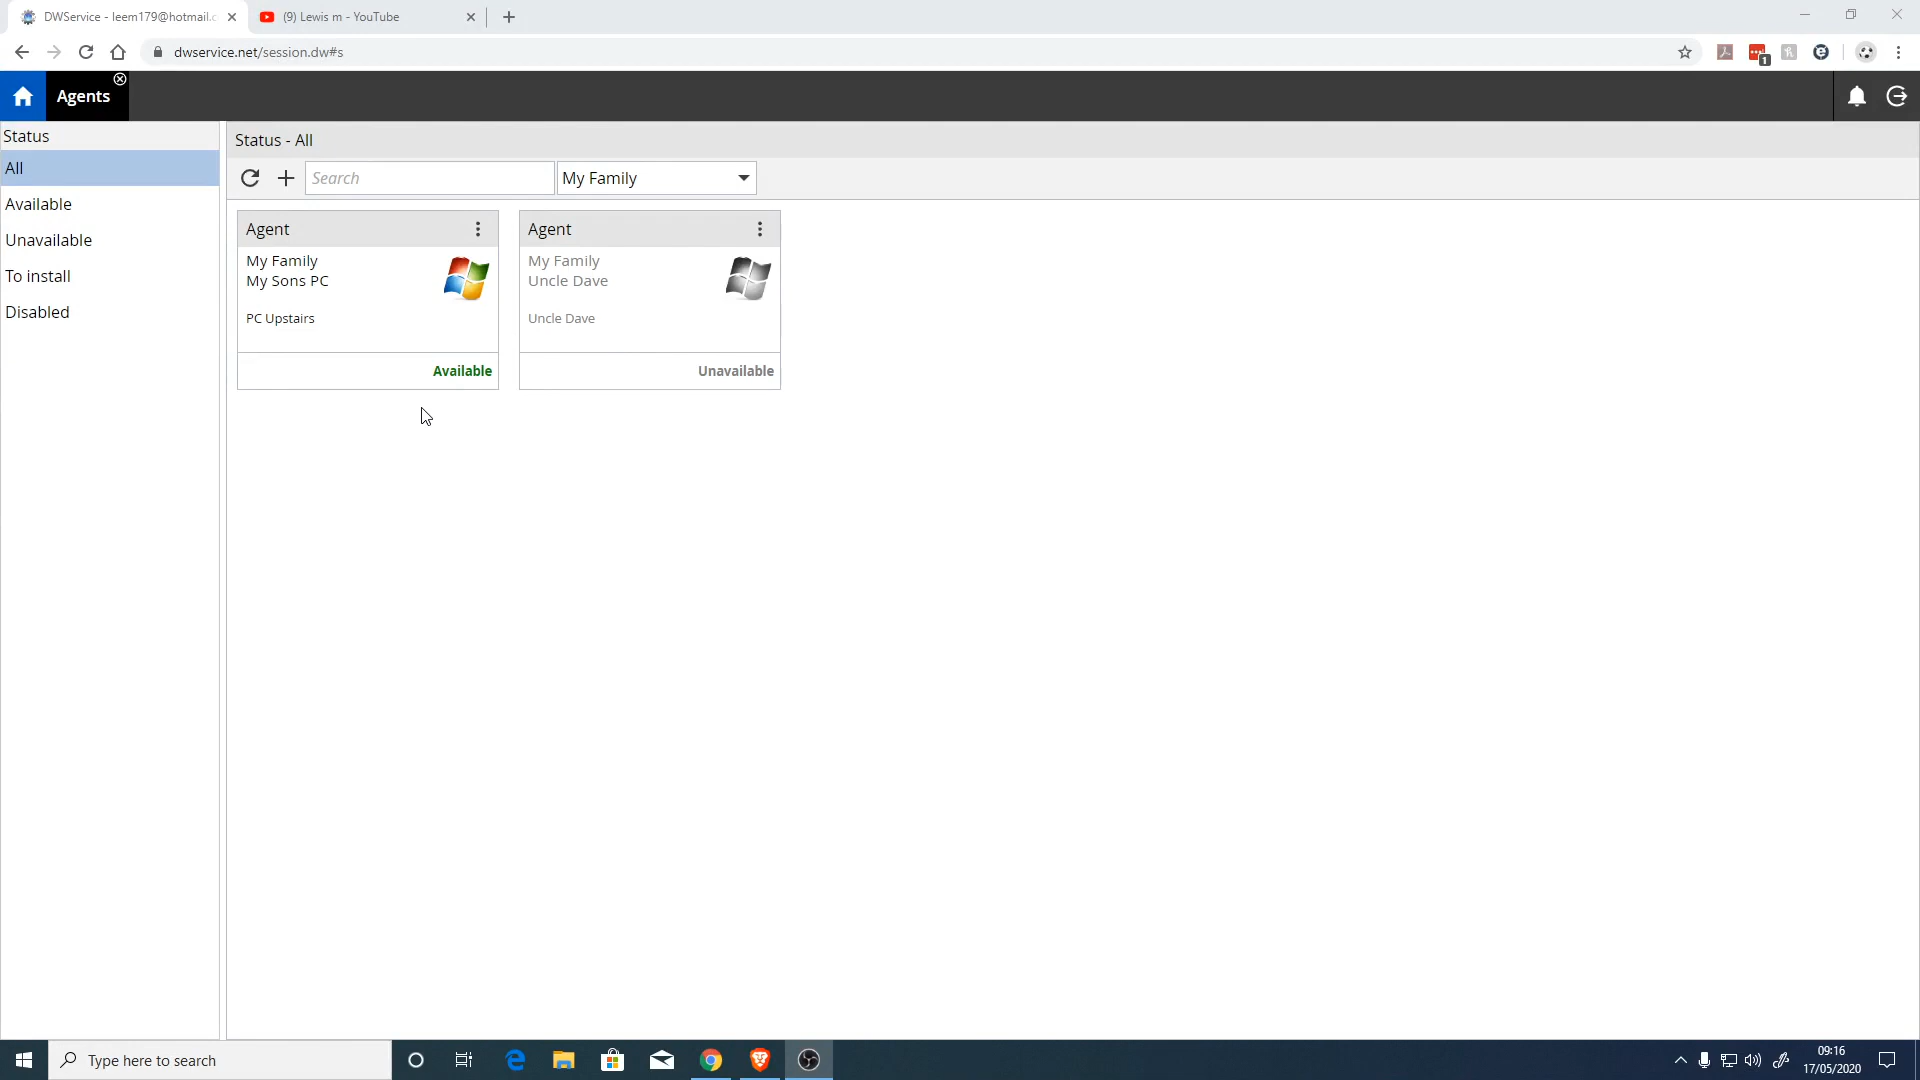 DWService - leem179@hotmail.c
(9) Lewis m - YouTube
dwservice.net/session.dw#s
1
Agents
Status
All
Available
Unavailable
To install
Disabled
Status - All
Search
My Family
Agent
My Family
My Sons PC
PC Upstairs
Available
Agent
My Family
Uncle Dave
Uncle Dave
Unavailable
Type here to search
09:16
17/05/2020